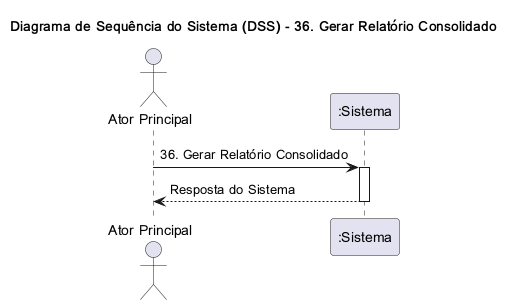 Diagrama de Sequência do Sistema (DSS) - 36. Gerar Relatório Consolidado
Ator Principal
:Sistema
36. Gerar Relatório Consolidado
Resposta do Sistema
Ator Principal
:Sistema